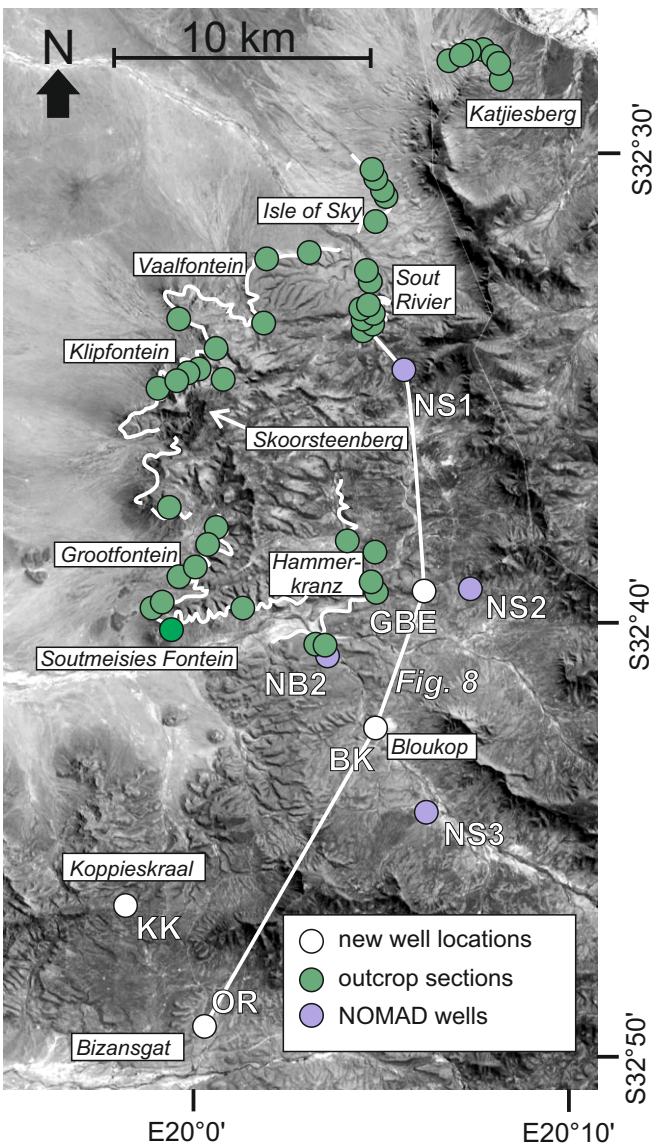 N
10 km
Katjiesberg
S32°30'
Isle of Sky
Vaalfontein
Sout
Rivier
Klipfontein
NS1
Skoorsteenberg
Grootfontein
Hammer-
kranz
NS2
GBE
S32°40'
Soutmeisies Fontein
NB2
Fig. 8
BK
Bloukop
NS3
Koppieskraal
KK
new well locations
outcrop sections
NOMAD wells
OR
Bizansgat
S32°50'
E20°0'
E20°10'